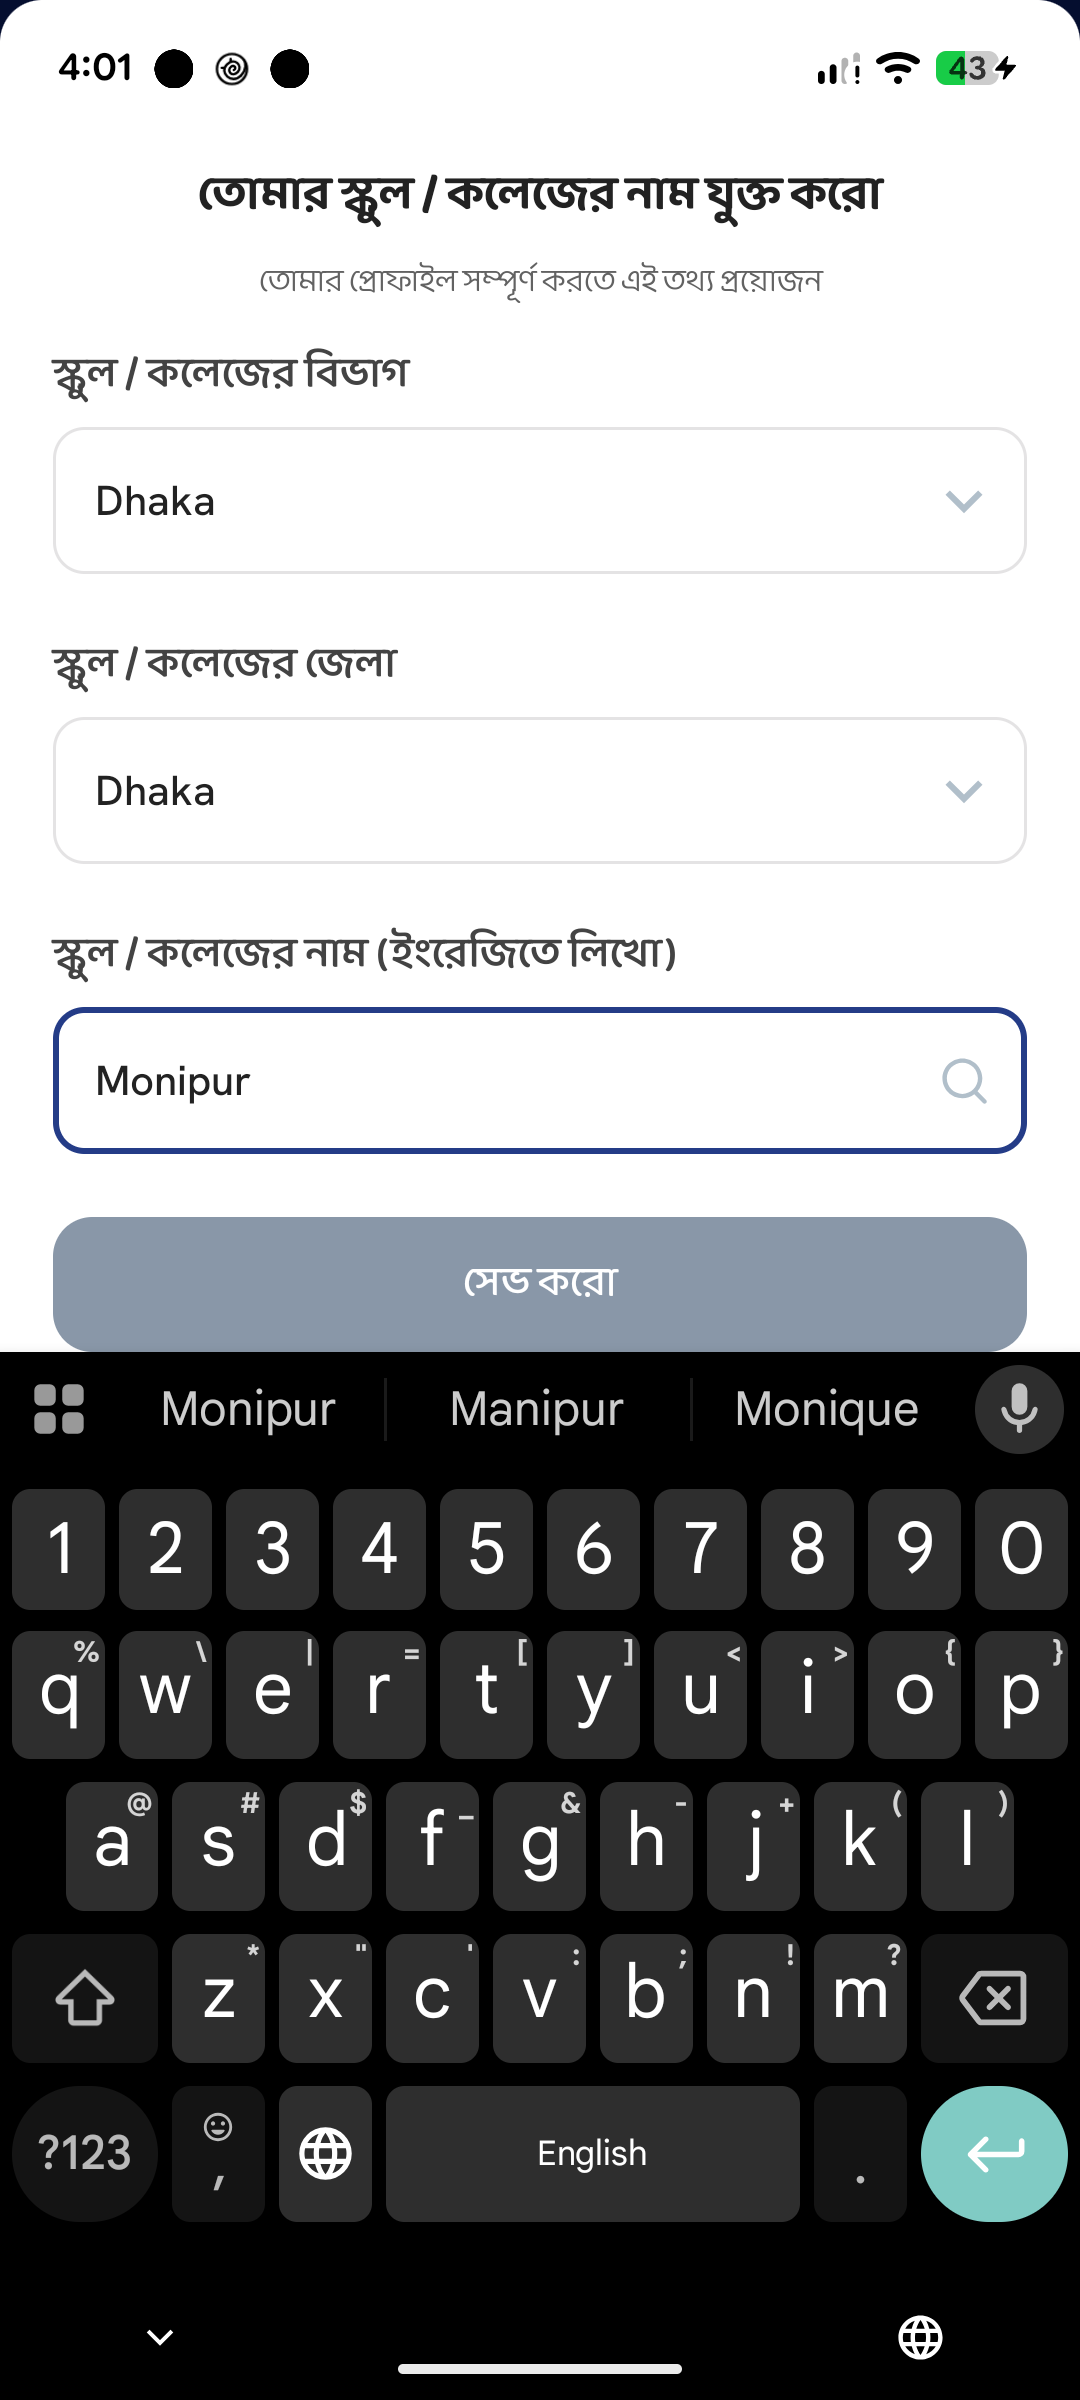 4:01
43
তোমার স্কুল / কলেজের নাম যুক্ত করো
তোমার প্রোফাইল সম্পূর্ণ করতে এই তথ্য প্রয়োজন
স্কুল / কলেজের বিভাগ
Dhaka
স্কুল / কলেজের জেলা
Dhaka
স্কুল / কলেজের নাম (ইংরেজিতে লিখো)
Monipur
সেভ করো
Monipur Manipur Monique
1 2 3 4 5 6 7 8 9 0
% \ | = [ ] < > { }
q w e r t y u i o p
@ # $ _ & - + ( )
a s d f g h j k l
* " ' : ; ! ?
z x c v b n m
?123 , English .